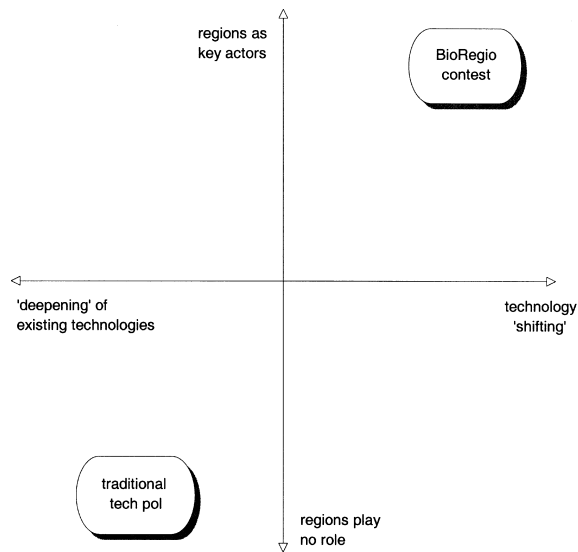 regions as
key actors
BioRegio
contest
'deepening' of
existing technologies
technology
'shifting'
traditional
tech pol
regions play
no role